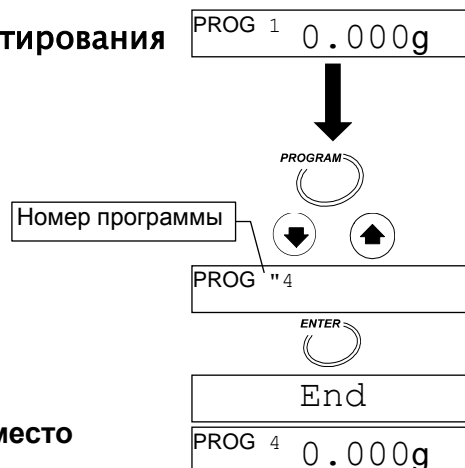 тирования
PROG 1 0.000g
PROGRAM
Номер программы
PROG "4
ENTER
End
место
PROG 4 0.000g